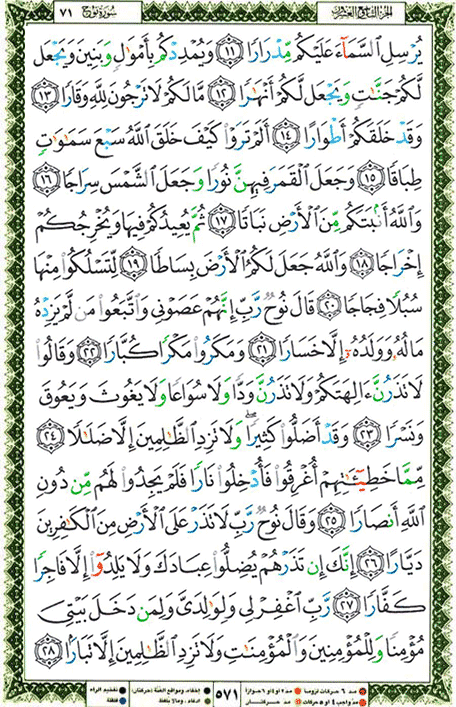 الجزء التاسع والعشرون سورة نوح ٧١
يُرْسِلِ ٱلسَّمَآءَ عَلَيْكُم مِّدْرَارًا ١١ وَيُمْدِدْكُم بِأَمْوَٰلٍ وَبَنِينَ وَيَجْعَل
لَّكُمْ جَنَّٰتٍ وَيَجْعَل لَّكُمْ أَنْهَٰرًا ١٢ مَّا لَكُمْ لَا تَرْجُونَ لِلَّهِ وَقَارًا ١٣
وَقَدْ خَلَقَكُمْ أَطْوَارًا ١٤ أَلَمْ تَرَوْا۟ كَيْفَ خَلَقَ ٱللَّهُ سَبْعَ سَمَٰوَٰتٍ
طِبَاقًا ١٥ وَجَعَلَ ٱلْقَمَرَ فِيهِنَّ نُورًا وَجَعَلَ ٱلشَّمْسَ سِرَاجًا ١٦
وَٱللَّهُ أَنۢبَتَكُم مِّنَ ٱلْأَرْضِ نَبَاتًا ١٧ ثُمَّ يُعِيدُكُمْ فِيهَا وَيُخْرِجُكُمْ
إِخْرَاجًا ١٨ وَٱللَّهُ جَعَلَ لَكُمُ ٱلْأَرْضَ بِسَاطًا ١٩ لِّتَسْلُكُوا۟ مِنْهَا
سُبُلًا فِجَاجًا ٢٠ قَالَ نُوحٌ رَّبِّ إِنَّهُمْ عَصَوْنِى وَٱتَّبَعُوا۟ مَن لَّمْ يَزِدْهُ
مَالُهُۥ وَوَلَدُهُۥٓ إِلَّا خَسَارًا ٢١ وَمَكَرُوا۟ مَكْرًا كُبَّارًا ٢٢ وَقَالُوا۟
لَا تَذَرُنَّ ءَالِهَتَكُمْ وَلَا تَذَرُنَّ وَدًّا وَلَا سُوَاعًا وَلَا يَغُوثَ وَيَعُوقَ
وَنَسْرًا ٢٣ وَقَدْ أَضَلُّوا۟ كَثِيرًا ۖ وَلَا تَزِدِ ٱلظَّٰلِمِينَ إِلَّا ضَلَٰلًا ٢٤
مِّمَّا خَطِيٓـَٰٔتِهِمْ أُغْرِقُوا۟ فَأُدْخِلُوا۟ نَارًا فَلَمْ يَجِدُوا۟ لَهُم مِّن دُونِ
ٱللَّهِ أَنصَارًا ٢٥ وَقَالَ نُوحٌ رَّبِّ لَا تَذَرْ عَلَى ٱلْأَرْضِ مِنَ ٱلْكَٰفِرِينَ
دَيَّارًا ٢٦ إِنَّكَ إِن تَذَرْهُمْ يُضِلُّوا۟ عِبَادَكَ وَلَا يَلِدُوٓا۟ إِلَّا فَاجِرًا
كَفَّارًا ٢٧ رَّبِّ ٱغْفِرْ لِى وَلِوَٰلِدَىَّ وَلِمَن دَخَلَ بَيْتِىَ
مُؤْمِنًا وَلِلْمُؤْمِنِينَ وَٱلْمُؤْمِنَٰتِ وَلَا تَزِدِ ٱلظَّٰلِمِينَ إِلَّا تَبَارًۢا ٢٨
مد ٦ حركات لزوماً مد ٢ أو ٤ أو ٦ جوازاً ٥٧١ إخفاء، ومواقع الغنّة (حركتان) تفخيم الراء
مد واجب ٤ أو ٥ حركات مد حركتان إدغام، ومالا يلفظ قلقلة